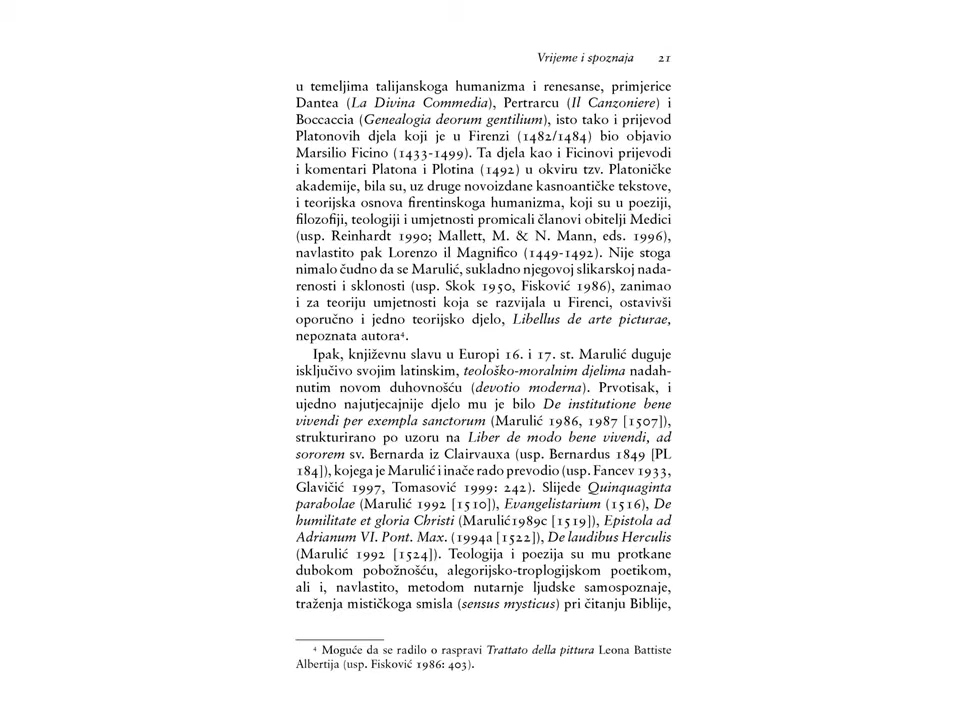 Vrijeme i spoznaja 21
u temeljima talijanskoga humanizma i renesanse, primjerice
Dantea (La Divina Commedia), Pertrarcu (Il Canzoniere) i
Boccaccia (Genealogia deorum gentilium), isto tako i prijevod
Platonovih djela koji je u Firenzi (1482/1484) bio objavio
Marsilio Ficino (1433-1499). Ta djela kao i Ficinovi prijevodi
i komentari Platona i Plotina (1492) u okviru tzv. Platoničke
akademije, bila su, uz druge novoizdane kasnoantičke tekstove,
i teorijska osnova firentinskoga humanizma, koji su u poeziji,
filozofiji, teologiji i umjetnosti promicali članovi obitelji Medici
(usp. Reinhardt 1990; Mallett, M. & N. Mann, eds. 1996),
navlastito pak Lorenzo il Magnifico (1449-1492). Nije stoga
nimalo čudno da se Marulić, sukladno njegovoj slikarskoj nada-
renosti i sklonosti (usp. Skok 1950, Fisković 1986), zanimao
i za teoriju umjetnosti koja se razvijala u Firenci, ostavivši
oporučno i jedno teorijsko djelo, Libellus de arte picturae,
nepoznata autora⁴.
Ipak, književnu slavu u Europi 16. i 17. st. Marulić duguje
isključivo svojim latinskim, teološko-moralnim djelima nadah-
nutim novom duhovnošću (devotio moderna). Prvotisak, i
ujedno najutjecajnije djelo mu je bilo De institutione bene
vivendi per exempla sanctorum (Marulić 1986, 1987 [1507]),
strukturirano po uzoru na Liber de modo bene vivendi, ad
sororem sv. Bernarda iz Clairvauxa (usp. Bernardus 1849 [PL
184]), kojega je Marulić i inače rado prevodio (usp. Fancev 1933,
Glavičić 1997, Tomasović 1999: 242). Slijede Quinquaginta
parabolae (Marulić 1992 [1510]), Evangelistarium (1516), De
humilitate et gloria Christi (Marulić1989c [1519]), Epistola ad
Adrianum VI. Pont. Max. (1994a [1522]), De laudibus Herculis
(Marulić 1992 [1524]). Teologija i poezija su mu protkane
dubokom pobožnošću, alegorijsko-troplogijskom poetikom,
ali i, navlastito, metodom nutarnje ljudske samospoznaje,
traženja mističkoga smisla (sensus mysticus) pri čitanju Biblije,
⁴ Moguće da se radilo o raspravi Trattato della pittura Leona Battiste
Albertija (usp. Fisković 1986: 403).